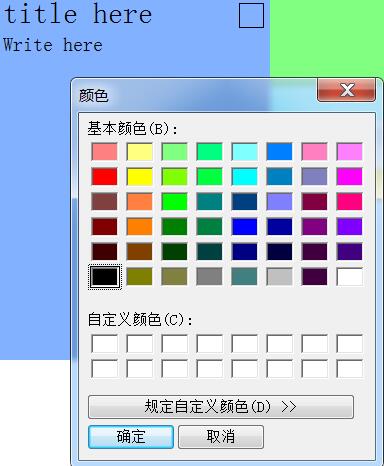 title here
Write here
颜色
基本颜色(B):
自定义颜色(C):
规定自定义颜色(D) >>
确定
取消